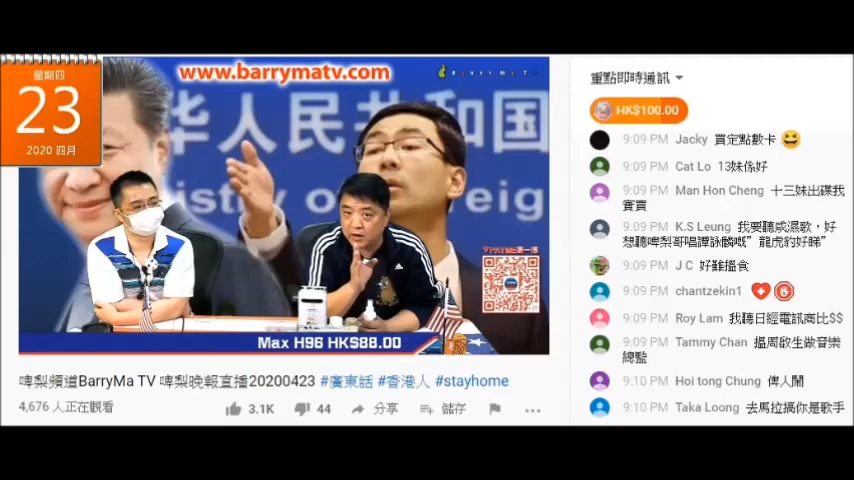 星期四
23
2020 四月
www.barrymatv.com
BARRYMATV
华人民共和国
istry of Foreig
Max H96 HK$88.00
啤梨頻道BarryMa TV 啤梨晚報直播20200423 #廣東話 #香港人 #stayhome
4,676 人正在觀看
3.1K
44
分享
儲存
重點即時通訊
HK$100.00
9:09 PM Jacky 買定點數卡
9:09 PM Cat Lo 13妹係好
9:09 PM Man Hon Cheng 十三妹出碟我
實買
9:09 PM K.S Leung 我要聽咸濕歌，好
想聽啤梨哥唱譚詠麟嘅”龍虎豹好睇”
9:09 PM J C 好難搵食
9:09 PM chantzekin1
9:09 PM Roy Lam 我聽日經電訊商比$$
9:09 PM Tammy Chan 搵周啟生做音樂
總監
9:10 PM Hoi tong Chung 俾人鬧
9:10 PM Taka Loong 去馬拉搞你是歌手